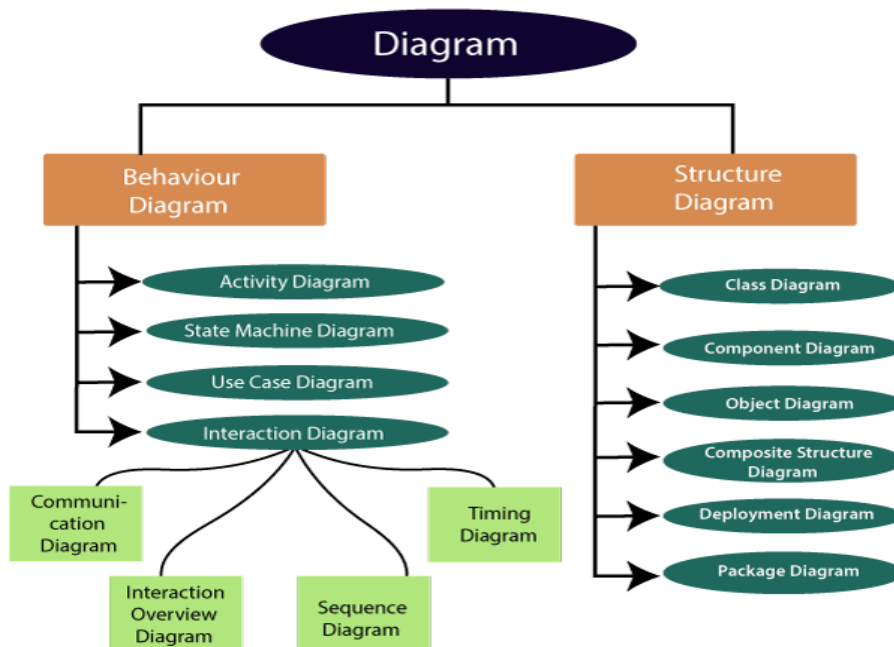 Diagram
Behaviour
Diagram
Structure
Diagram
Activity Diagram
State Machine Diagram
Use Case Diagram
Interaction Diagram
Communi-
cation
Diagram
Interaction
Overview
Diagram
Sequence
Diagram
Timing
Diagram
Class Diagram
Component Diagram
Object Diagram
Composite Structure
Diagram
Deployment Diagram
Package Diagram